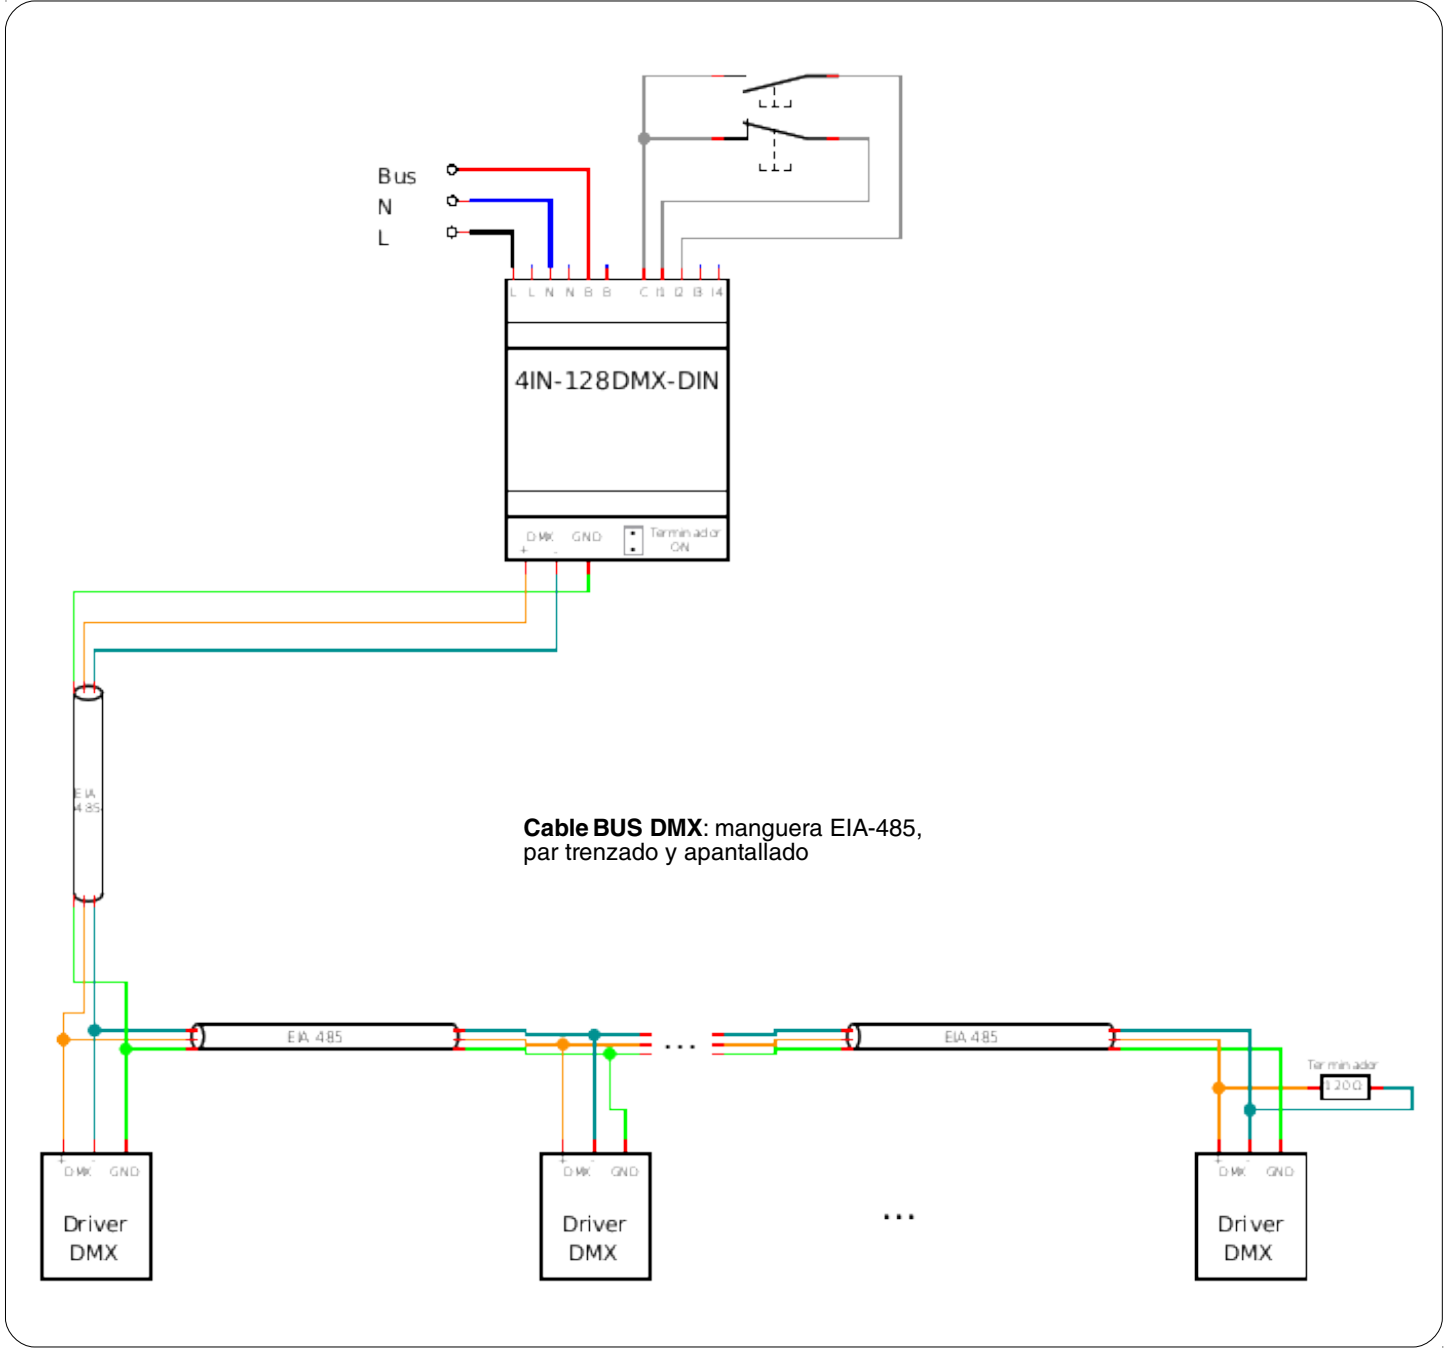 Bus
N
L
L L N N B B C I1 I2 I3 I4
4IN-128DMX-DIN
DMX GND Terminador
+ - ON
EIA
485
Cable BUS DMX: manguera EIA-485,
par trenzado y apantallado
EIA 485
...
EIA 485
Terminador
120Ω
+ -
DMX GND
Driver
DMX
+ -
DMX GND
Driver
DMX
...
+ -
DMX GND
Driver
DMX